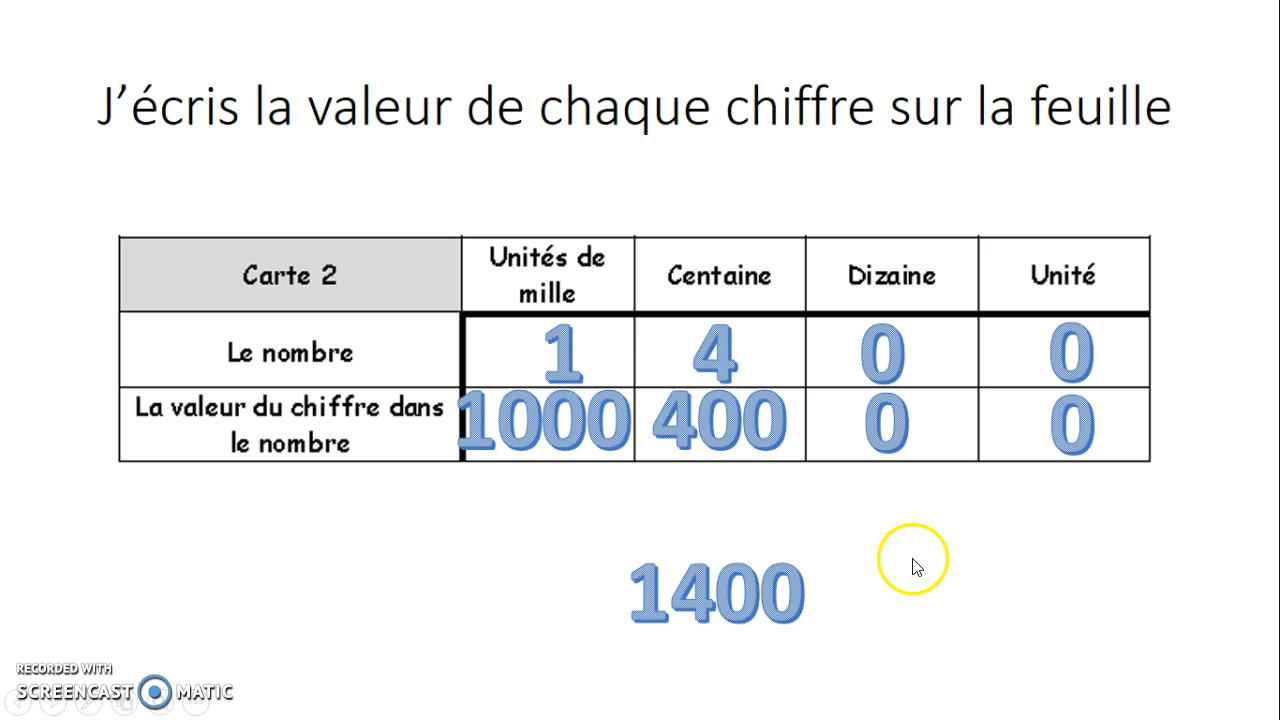 J'écris la valeur de chaque chiffre sur la feuille
Carte 2 Unités de mille Centaine Dizaine Unité
Le nombre 1 4 0 0
La valeur du chiffre dans le nombre 1000 400 0 0
1400
RECORDED WITH
SCREENCAST MATIC